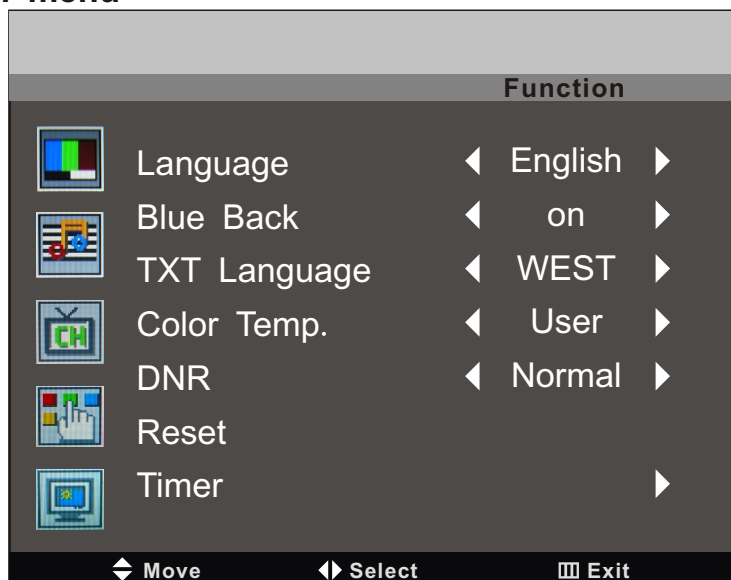 menu
Function
Language English
Blue Back on
TXT Language WEST
CH
Color Temp. User
DNR Normal
Reset
Timer
Move Select Exit